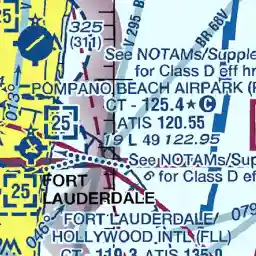 325
(311)
25
013°
V 295
BR 68V
See NOTAMs/Supple
for Class D eff hr
POMPANO BEACH AIRPARK (P
CT - 125.4 ★ C
ATIS 120.55
19 L 49 122.95
25
See NOTAMs/Sup
for Class D ef
25
FORT
LAUDERDALE
046°
079
FORT LAUDERDALE/
HOLLYWOOD INTL (FLL)
CT - 119.3 ATIS 135.0